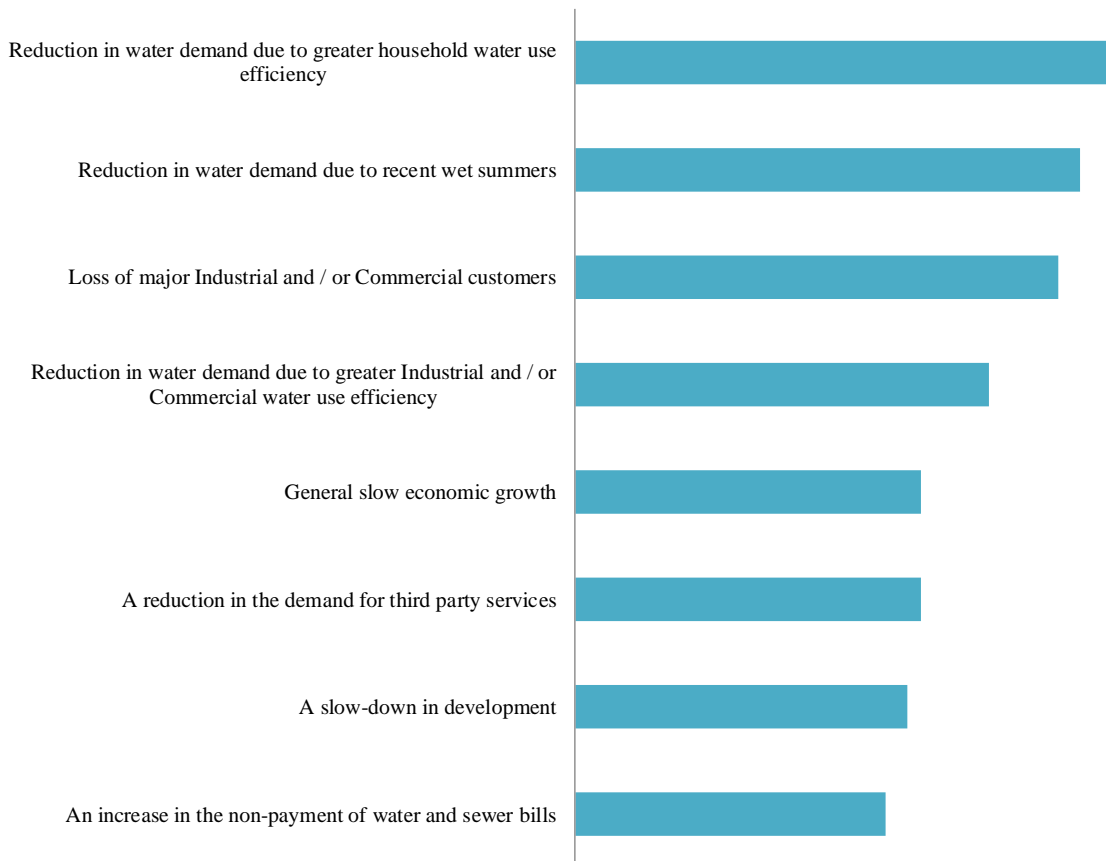 Reduction in water demand due to greater household water use
efficiency
Reduction in water demand due to recent wet summers
Loss of major Industrial and / or Commercial customers
Reduction in water demand due to greater Industrial and / or
Commercial water use efficiency
General slow economic growth
A reduction in the demand for third party services
A slow-down in development
An increase in the non-payment of water and sewer bills